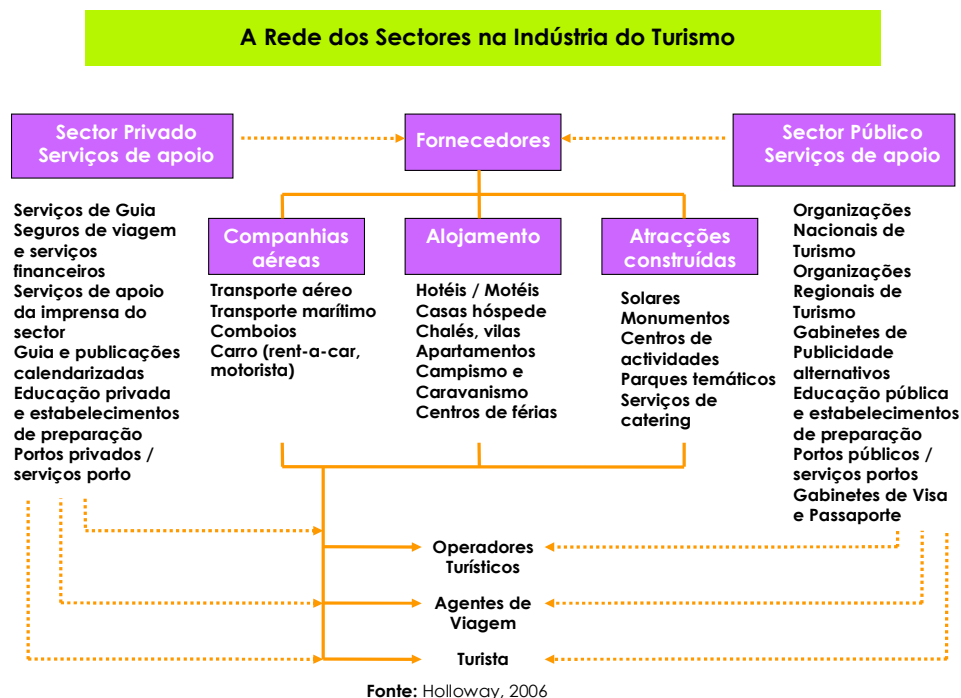 A Rede dos Sectores na Indústria do Turismo
Sector Privado
Serviços de apoio
Fornecedores
Sector Público
Serviços de apoio
Serviços de Guia
Seguros de viagem
e serviços
financeiros
Serviços de apoio
da imprensa do
sector
Guia e publicações
calendarizadas
Educação privada
e estabelecimentos
de preparação
Portos privados /
serviços porto
Companhias
aéreas
Transporte aéreo
Transporte marítimo
Comboios
Carro (rent-a-car,
motorista)
Alojamento
Hotéis / Motéis
Casas hóspede
Chalés, vilas
Apartamentos
Campismo e
Caravanismo
Centros de férias
Atracções
construídas
Solares
Monumentos
Centros de
actividades
Parques temáticos
Serviços de
catering
Organizações
Nacionais de
Turismo
Organizações
Regionais de
Turismo
Gabinetes de
Publicidade
alternativos
Educação pública
e estabelecimentos
de preparação
Portos públicos /
serviços portos
Gabinetes de Visa
e Passaporte
Operadores
Turísticos
Agentes de
Viagem
Turista
Fonte: Holloway, 2006